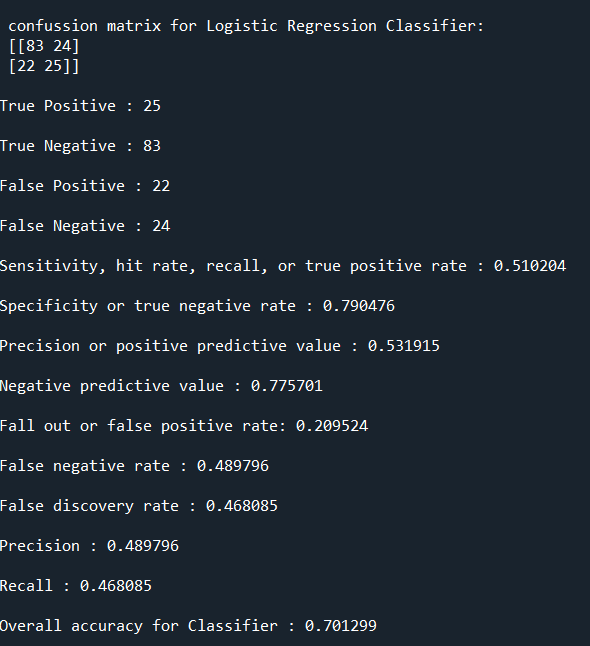 confussion matrix for Logistic Regression Classifier:
[[83 24]
[22 25]]
True Positive : 25
True Negative : 83
False Positive : 22
False Negative : 24
Sensitivity, hit rate, recall, or true positive rate : 0.510204
Specificity or true negative rate : 0.790476
Precision or positive predictive value : 0.531915
Negative predictive value : 0.775701
Fall out or false positive rate: 0.209524
False negative rate : 0.489796
False discovery rate : 0.468085
Precision : 0.489796
Recall : 0.468085
Overall accuracy for Classifier : 0.701299